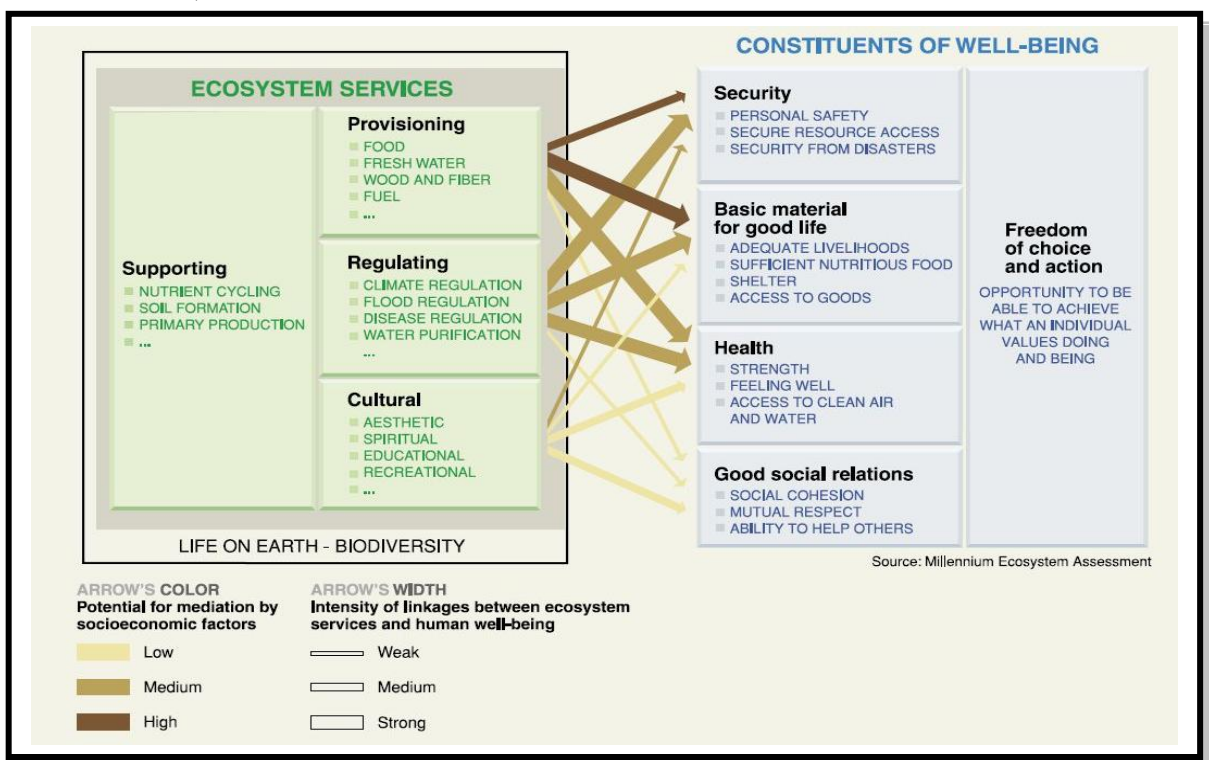 ECOSYSTEM SERVICES
Supporting
NUTRIENT CYCLING
SOIL FORMATION
PRIMARY PRODUCTION
...
Provisioning
FOOD
FRESH WATER
WOOD AND FIBER
FUEL
...
Regulating
CLIMATE REGULATION
FLOOD REGULATION
DISEASE REGULATION
WATER PURIFICATION
...
Cultural
AESTHETIC
SPIRITUAL
EDUCATIONAL
RECREATIONAL
...
LIFE ON EARTH - BIODIVERSITY
CONSTITUENTS OF WELL-BEING
Security
PERSONAL SAFETY
SECURE RESOURCE ACCESS
SECURITY FROM DISASTERS
Basic material
for good life
ADEQUATE LIVELIHOODS
SUFFICIENT NUTRITIOUS FOOD
SHELTER
ACCESS TO GOODS
Health
STRENGTH
FEELING WELL
ACCESS TO CLEAN AIR
AND WATER
Good social relations
SOCIAL COHESION
MUTUAL RESPECT
ABILITY TO HELP OTHERS
Freedom
of choice
and action
OPPORTUNITY TO BE
ABLE TO ACHIEVE
WHAT AN INDIVIDUAL
VALUES DOING
AND BEING
Source: Millennium Ecosystem Assessment
ARROW'S COLOR
Potential for mediation by
socioeconomic factors
Low
Medium
High
ARROW'S WIDTH
Intensity of linkages between ecosystem
services and human well-being
Weak
Medium
Strong